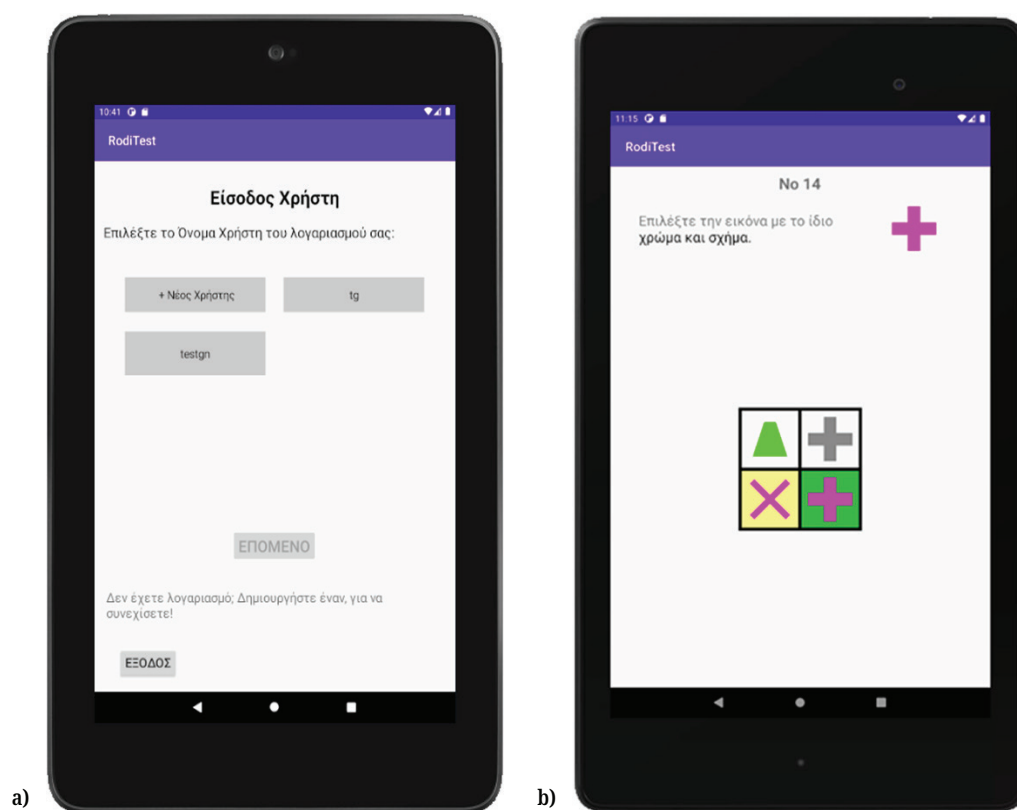 10:41
RodiTest
Είσοδος Χρήστη
Επιλέξτε το Όνομα Χρήστη του λογαριασμού σας:
+ Νέος Χρήστης
tg
testgn
ΕΠΟΜΕΝΟ
Δεν έχετε λογαριασμό; Δημιουργήστε έναν, για να
συνεχίσετε!
ΕΞΟΔΟΣ
a)
11:15
RodiTest
No 14
Επιλέξτε την εικόνα με το ίδιο
χρώμα και σχήμα.
b)